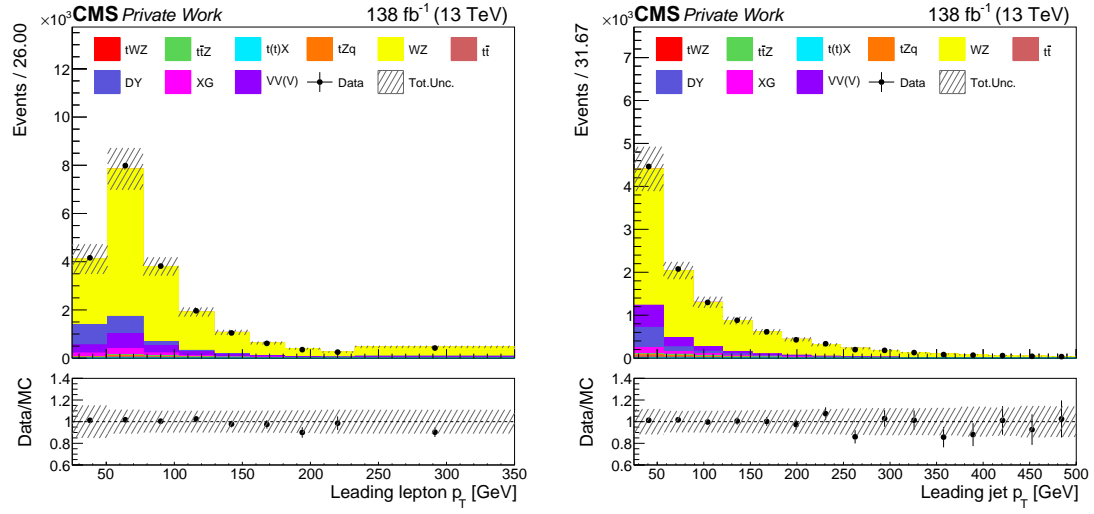 ×10³ CMS Private Work 138 fb⁻¹ (13 TeV)
Events / 26.00
tWZ tt̄Z t(t)X tZq WZ tt̄
DY XG VV(V) Data Tot.Unc.
12
10
8
6
4
2
0
Data/MC
1.4
1.2
1
0.8
0.6
50 100 150 200 250 300 350
Leading lepton p_T [GeV]
×10³ CMS Private Work 138 fb⁻¹ (13 TeV)
Events / 31.67
tWZ tt̄Z t(t)X tZq WZ tt̄
DY XG VV(V) Data Tot.Unc.
7
6
5
4
3
2
1
0
Data/MC
1.4
1.2
1
0.8
0.6
50 100 150 200 250 300 350 400 450 500
Leading jet p_T [GeV]